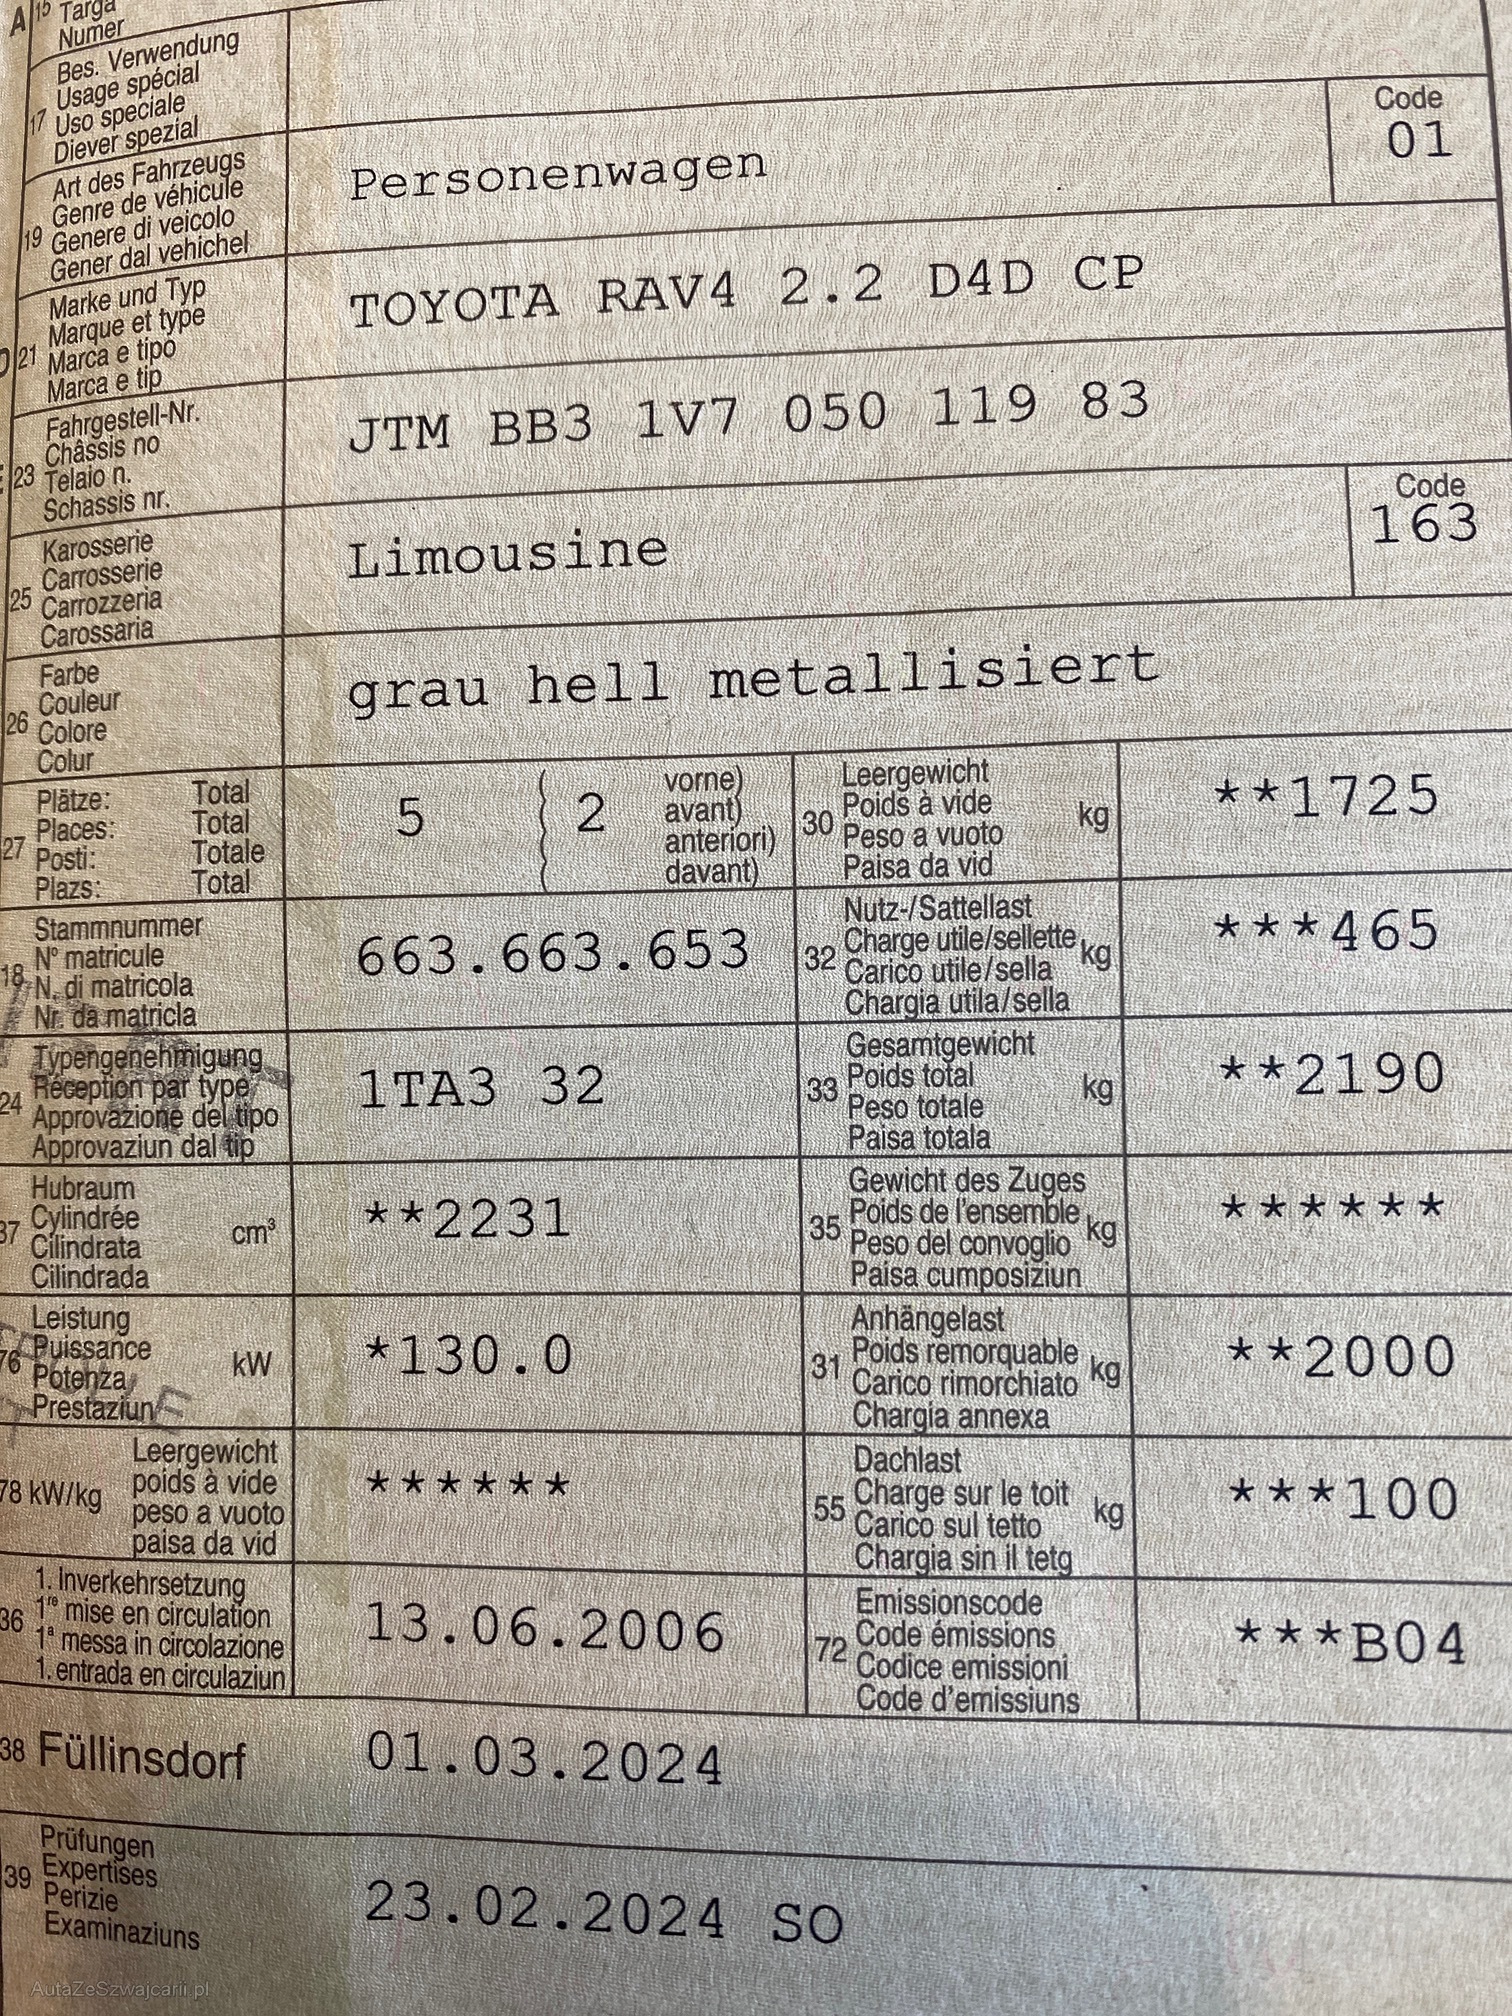 A 15 Targa
Numer
17 Bes. Verwendung
Usage spécial
Uso speciale
Diever spezial
19 Art des Fahrzeugs
Genre de véhicule
Genere di veicolo
Gener dal vehichel
Personenwagen
Code
01
21 Marke und Typ
Marque et type
Marca e tipo
Marca e tip
TOYOTA RAV4 2.2 D4D CP
23 Fahrgestell-Nr.
Châssis no
Telaio n.
Schassis nr.
JTM BB3 1V7 050 119 83
25 Karosserie
Carrosserie
Carrozzeria
Carossaria
Limousine
Code
163
26 Farbe
Couleur
Colore
Colur
grau hell metallisiert
27 Plätze: Total
Places: Total
Posti: Totale
Plazs: Total
5 ( 2 vorne)
avant)
anteriori)
davant)
30 Leergewicht
Poids à vide
Peso a vuoto
Paisa da vid
kg
**1725
18 Stammnummer
N° matricule
N. di matricola
Nr. da matricla
663.663.653
32 Nutz-/Sattellast
Charge utile/sellette
Carico utile/sella
Chargia utila/sella
kg
***465
24 Typengenehmigung
Réception par type
Approvazione del tipo
Approvaziun dal tip
1TA3 32
33 Gesamtgewicht
Poids total
Peso totale
Paisa totala
kg
**2190
37 Hubraum
Cylindrée
Cilindrata
Cilindrada
cm³
**2231
35 Gewicht des Zuges
Poids de l'ensemble
Peso del convoglio
Paisa cumposiziun
kg
******
76 Leistung
Puissance
Potenza
Prestaziun
kW
*130.0
31 Anhängelast
Poids remorquable
Carico rimorchiato
Chargia annexa
kg
**2000
78 kW/kg
Leergewicht
poids à vide
peso a vuoto
paisa da vid
******
55 Dachlast
Charge sur le toit
Carico sul tetto
Chargia sin il tetg
kg
***100
36 1. Inverkehrsetzung
1re mise en circulation
1a messa in circolazione
1. entrada en circulaziun
13.06.2006
72 Emissionscode
Code émissions
Codice emissioni
Code d'emissiuns
***B04
38 Füllinsdorf 01.03.2024
39 Prüfungen
Expertises
Perizie
Examinaziuns
23.02.2024 SO
AutaZeSzwajcarii.pl